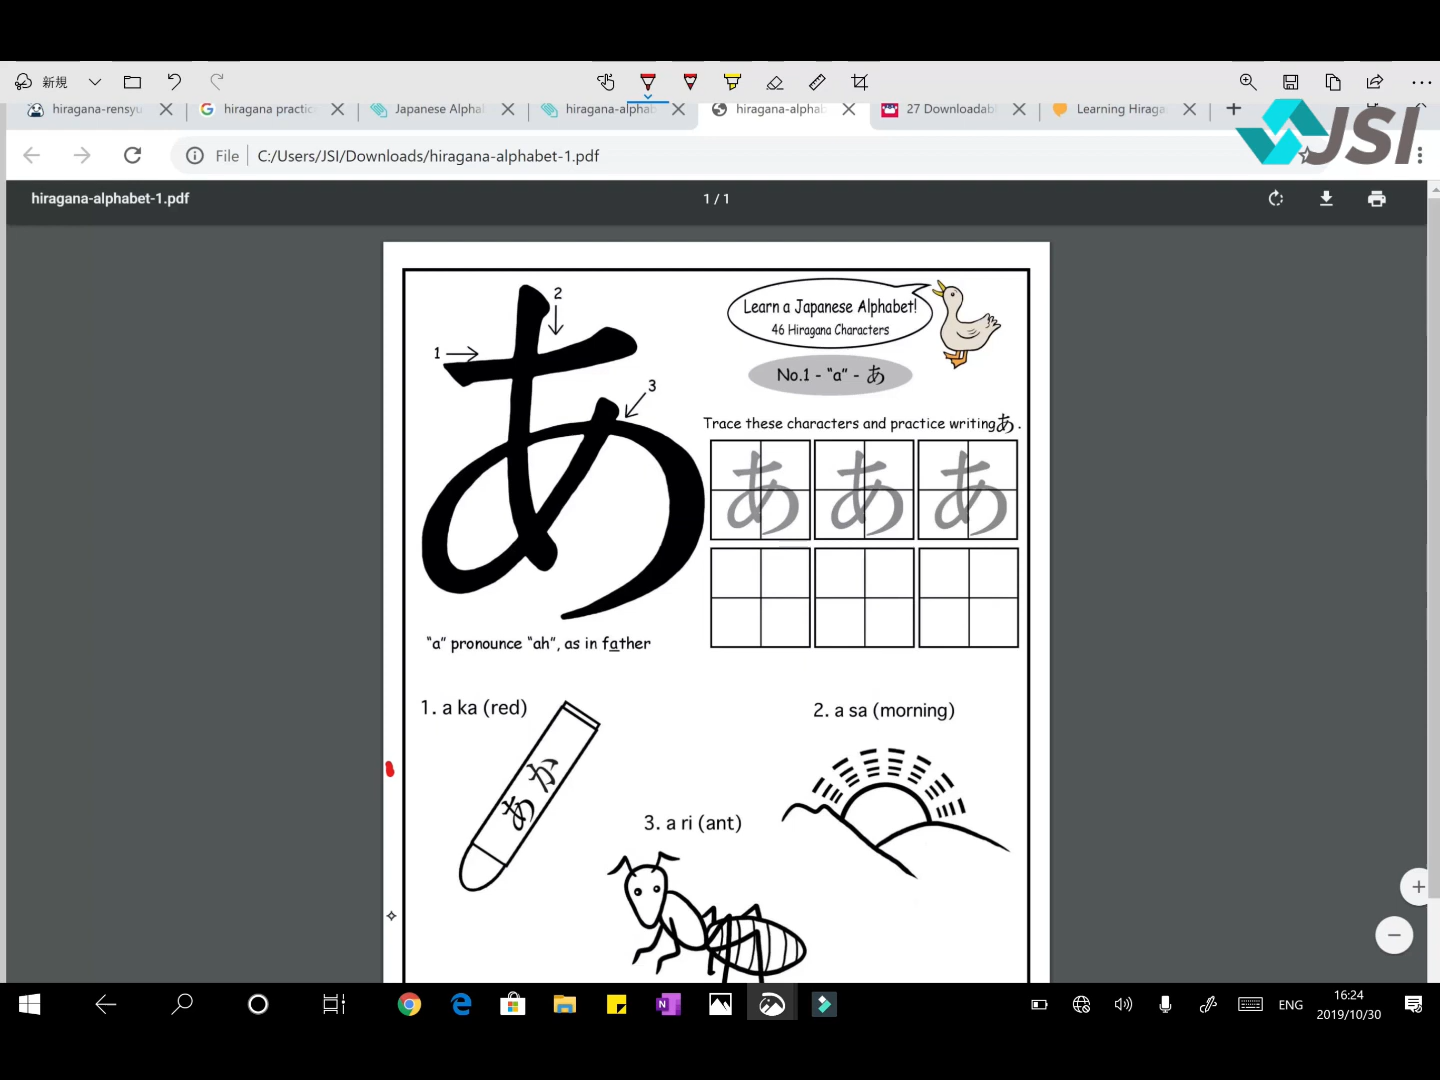 新規
hiragana-rensyu
hiragana practic
Japanese Alphal
hiragana-alphab
hiragana-alphab
27 Downloadabl
Learning Hiraga
JSI
File
C:/Users/JSI/Downloads/hiragana-alphabet-1.pdf
hiragana-alphabet-1.pdf
1 / 1
Learn a Japanese Alphabet!
46 Hiragana Characters
No.1 - “a” - あ
1
2
3
あ
Trace these characters and practice writing あ .
あ あ あ
“a” pronounce “ah”, as in father
1. a ka (red)
あか
2. a sa (morning)
3. a ri (ant)
ENG
16:24
2019/10/30